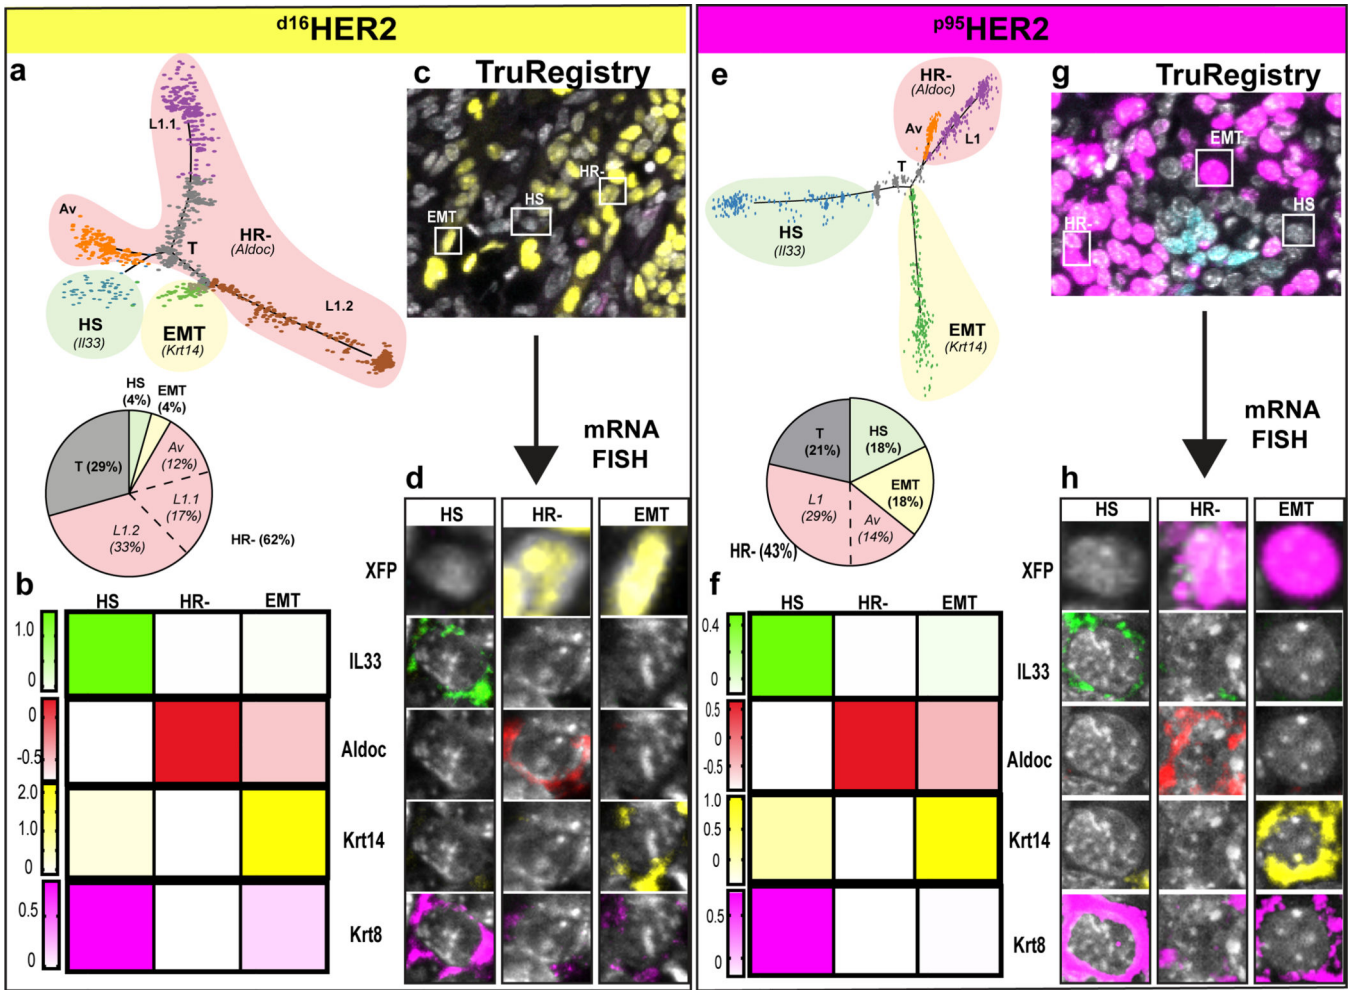 d16HER2
a
L1.1
Av
T
HR-
(Aldoc)
L1.2
HS
(Il33)
EMT
(Krt14)
HS
(4%)
EMT
(4%)
T (29%)
Av
(12%)
L1.1
(17%)
L1.2
(33%)
HR- (62%)
b
HS HR- EMT
1.0
0
IL33
0
-0.5
Aldoc
2.0
1.0
0
Krt14
0.5
0
Krt8
c TruRegistry
HR-
HS
EMT
mRNA
FISH
d
HS HR- EMT
XFP
p95HER2
e
HR-
(Aldoc)
Av
L1
T
HS
(Il33)
EMT
(Krt14)
T
(21%)
HS
(18%)
EMT
(18%)
L1
(29%)
Av
(14%)
HR- (43%)
f
HS HR- EMT
0.4
0
IL33
0.5
0
-0.5
Aldoc
1.0
0.5
0
Krt14
0.5
0
Krt8
g TruRegistry
EMT
HS
HR-
mRNA
FISH
h
HS HR- EMT
XFP